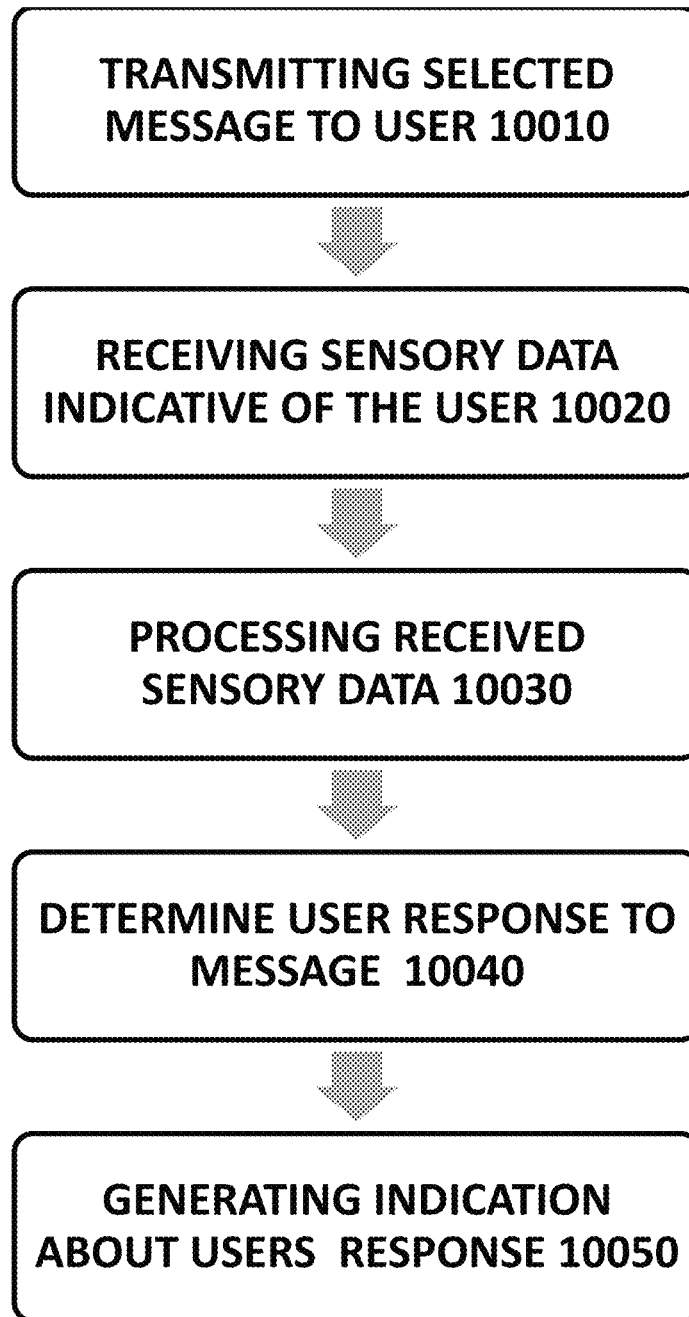 TRANSMITTING SELECTED
MESSAGE TO USER 10010
RECEIVING SENSORY DATA
INDICATIVE OF THE USER 10020
PROCESSING RECEIVED
SENSORY DATA 10030
DETERMINE USER RESPONSE TO
MESSAGE  10040
GENERATING INDICATION
ABOUT USERS  RESPONSE 10050